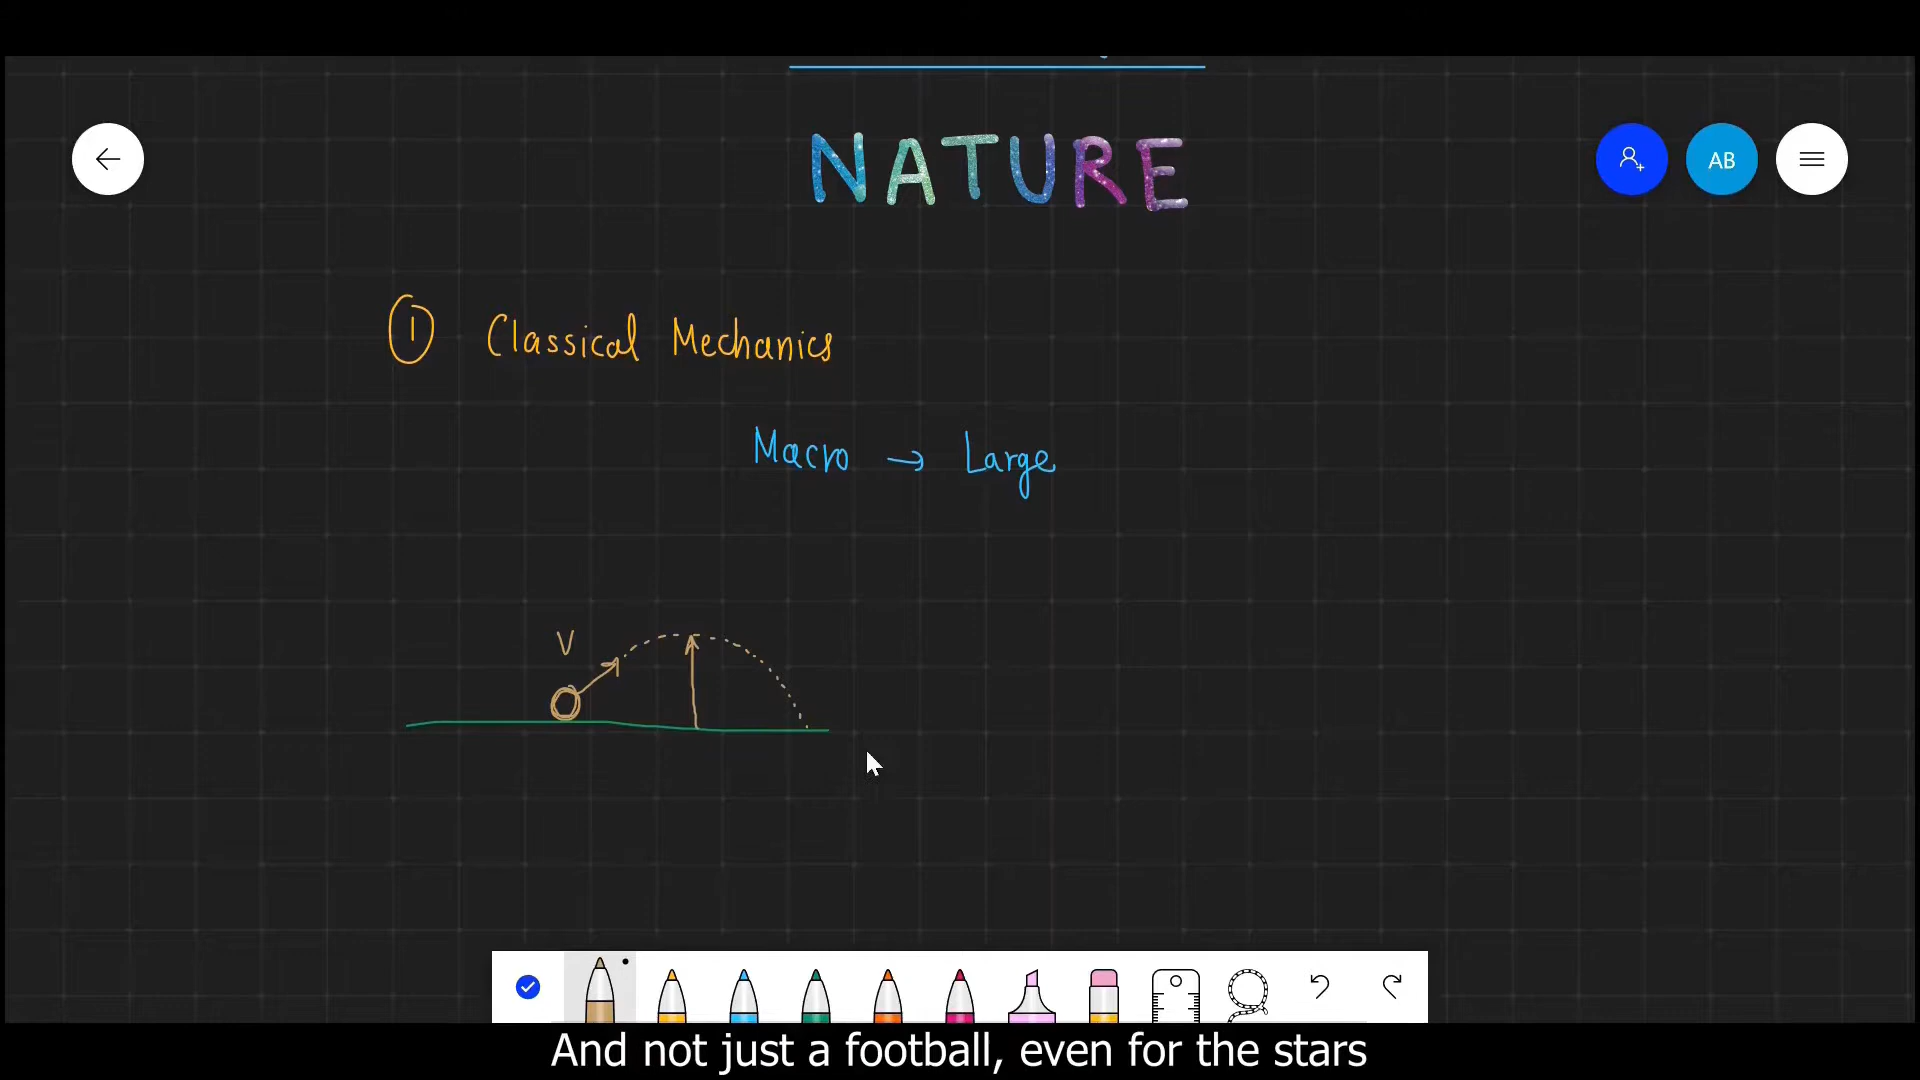 NATURE
AB
① Classical Mechanics
Macro → Large
V
And not just a football, even for the stars